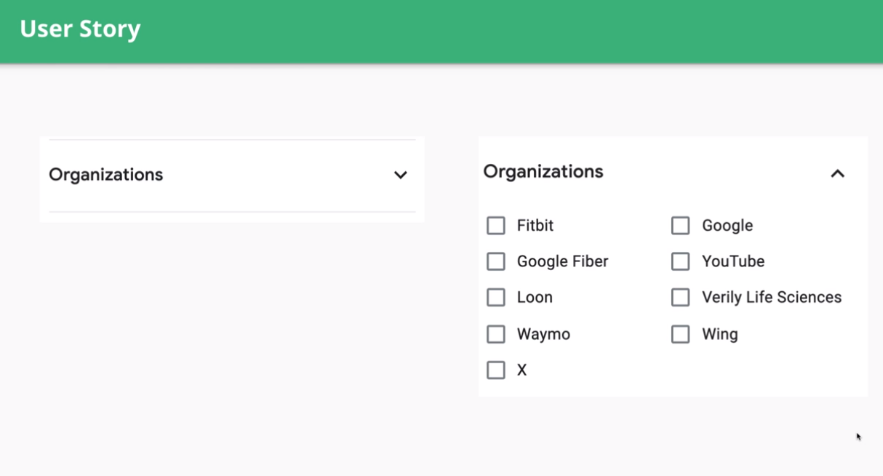 User Story
Organizations
Organizations
Fitbit
Google
Google Fiber
YouTube
Loon
Verily Life Sciences
Waymo
Wing
X